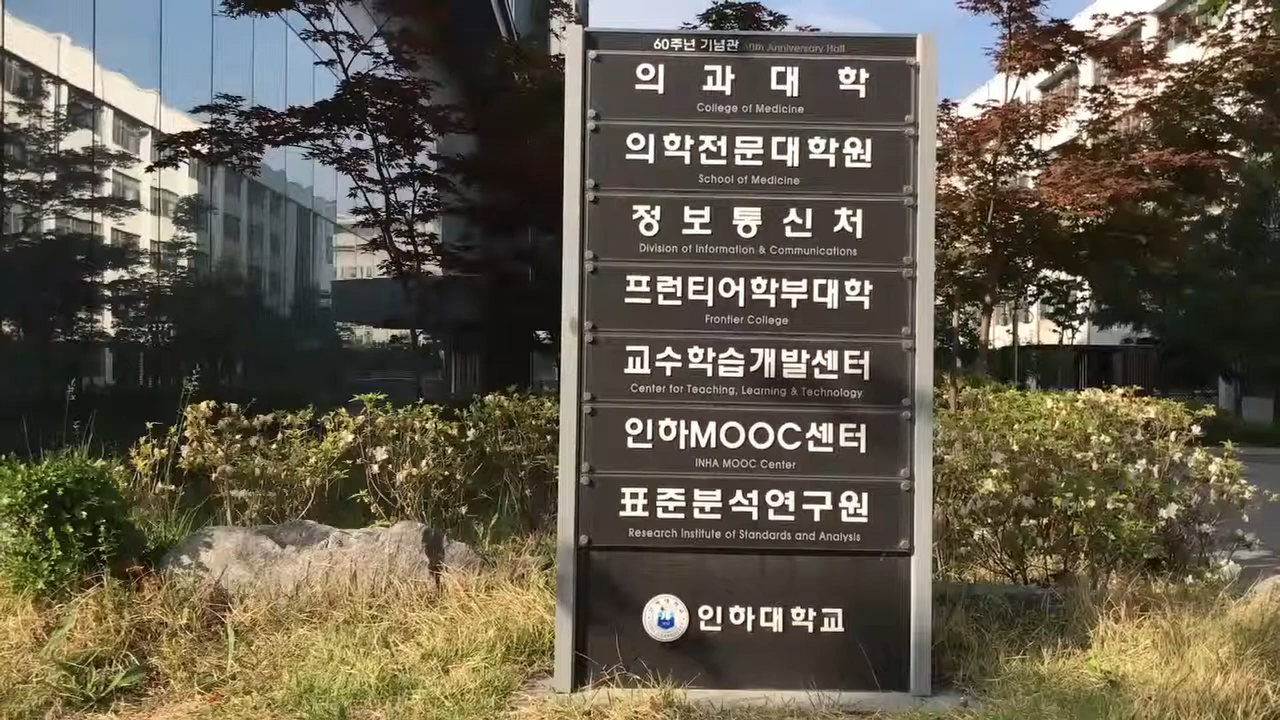 60주년 기념관 60th Anniversary Hall
의과대학
College of Medicine
의학전문대학원
School of Medicine
정보통신처
Division of Information & Communications
프런티어학부대학
Frontier College
교수학습개발센터
Center for Teaching, Learning & Technology
인하MOOC센터
INHA MOOC Center
표준분석연구원
Research Institute of Standards and Analysis
인하대학교